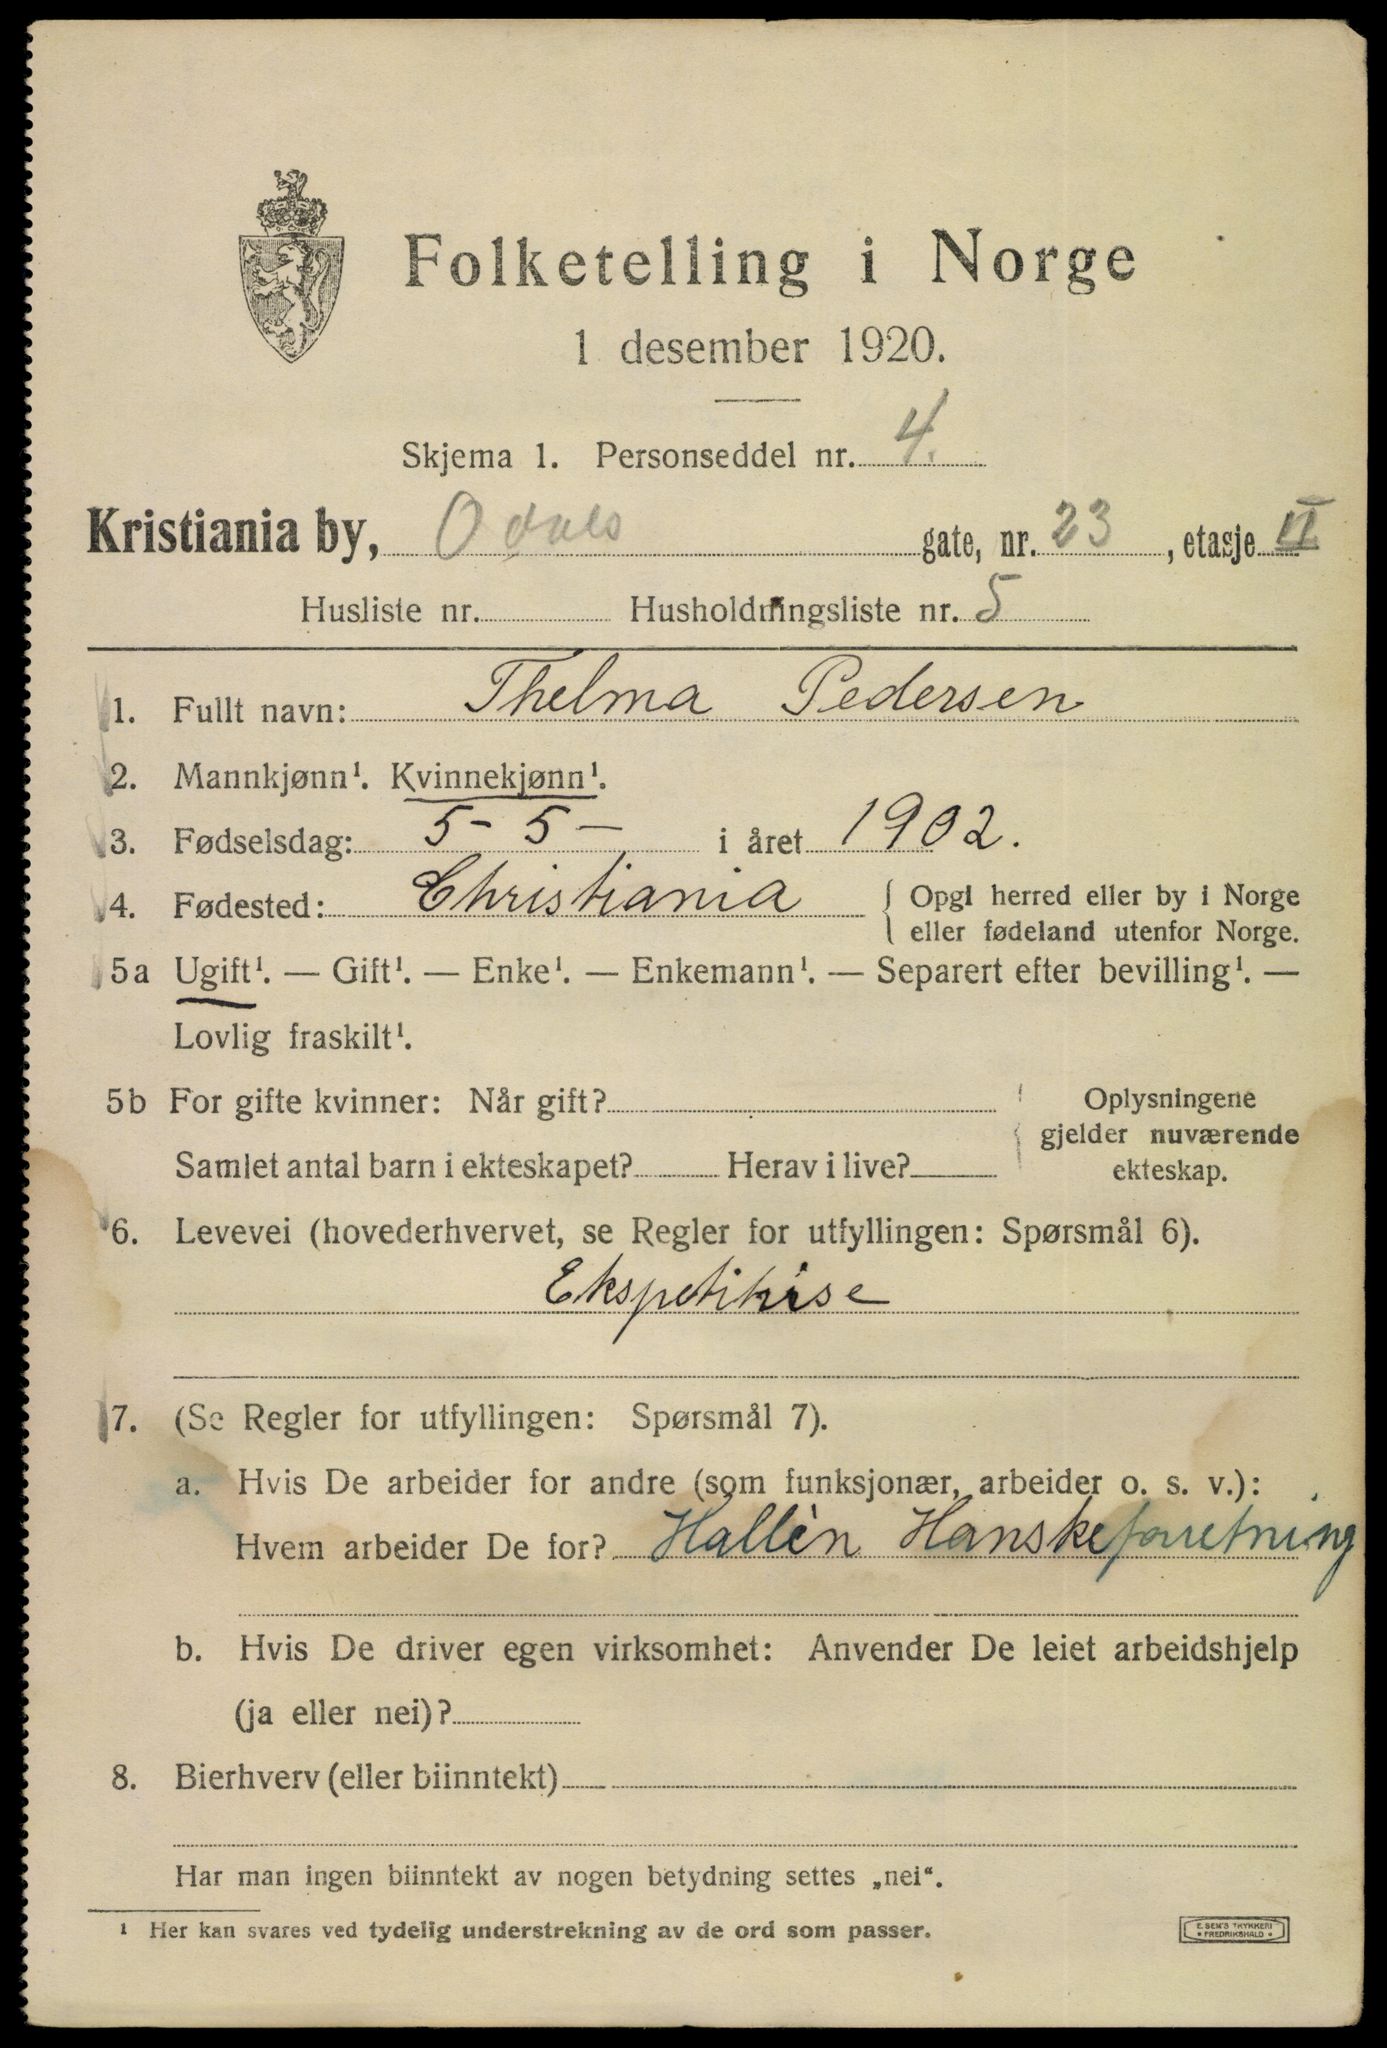 Folketelling i Norge
1 desember 1920.
Skjema 1. Personseddel nr. 4.
Kristiania by, Odals gate, nr. 23, etasje II
Husliste nr. Husholdningsliste nr. 5
1. Fullt navn: Thelma Pedersen
2. Mannkjønn¹. Kvinnekjønn¹.
3. Fødselsdag: 5-5- i året 1902.
4. Fødested: Christiania { Opgi herred eller by i Norge
eller fødeland utenfor Norge.
5a Ugift¹. — Gift¹. — Enke¹. — Enkemann¹. — Separert efter bevilling¹. —
Lovlig fraskilt¹.
5b For gifte kvinner: Når gift? Oplysningene
gjelder nuværende
Samlet antal barn i ekteskapet? Herav i live? ekteskap.
6. Levevei (hovederhvervet, se Regler for utfyllingen: Spørsmål 6).
Ekspetitrise
7. (Se Regler for utfyllingen: Spørsmål 7).
a. Hvis De arbeider for andre (som funksjonær, arbeider o. s. v.):
Hvem arbeider De for? Hallèn Hanskeforretning
b. Hvis De driver egen virksomhet: Anvender De leiet arbeidshjelp
(ja eller nei)?
8. Bierhverv (eller biinntekt)
Har man ingen biinntekt av nogen betydning settes „nei“.
¹ Her kan svares ved tydelig understrekning av de ord som passer.
E. SEM'S TRYKKERI
• FREDRIKSHALD •